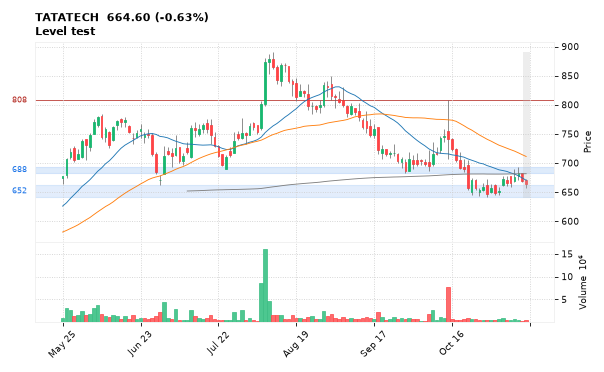 TATATECH 664.60 (-0.63%)
Level test
900
850
808
800
750
700
688
652
650
600
Price
15
10
5
Volume 10⁶
May 25
Jun 23
Jul 22
Aug 19
Sep 17
Oct 16